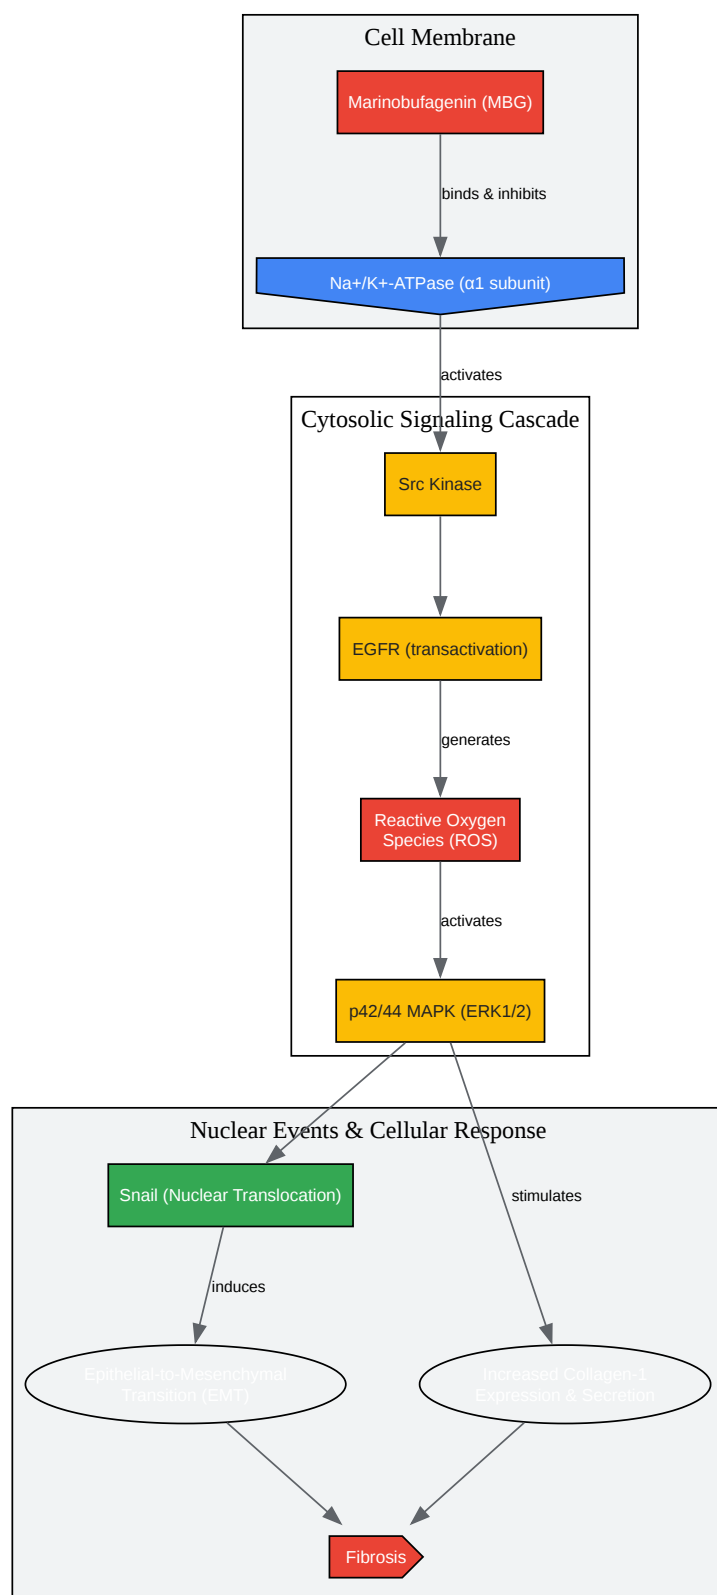 Cell Membrane
Marinobufagenin (MBG)
binds & inhibits
Na+/K+-ATPase (α1 subunit)
activates
Cytosolic Signaling Cascade
Src Kinase
EGFR (transactivation)
generates
Reactive Oxygen
Species (ROS)
activates
p42/44 MAPK (ERK1/2)
Nuclear Events & Cellular Response
Snail (Nuclear Translocation)
stimulates
induces
Epithelial-to-Mesenchymal
Transition (EMT)
Increased Collagen-1
Expression & Secretion
Fibrosis